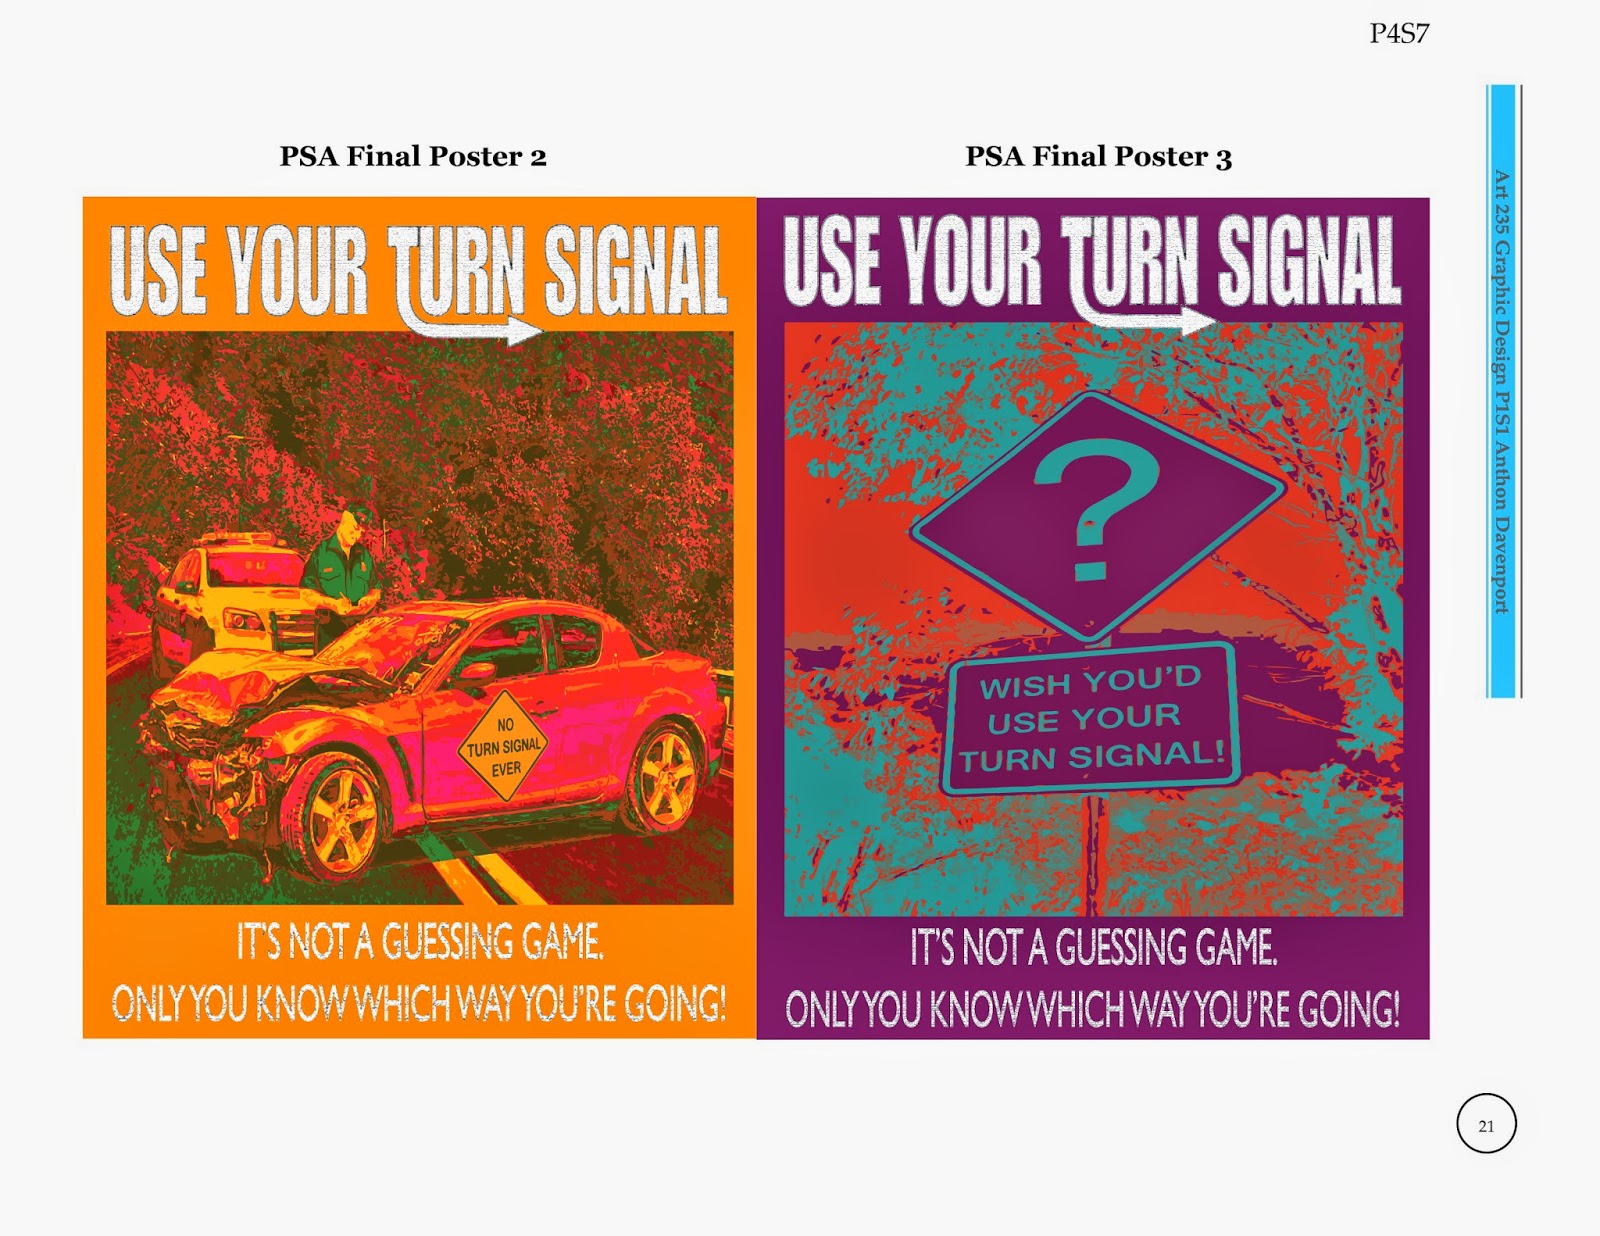 P4S7
Art 235 Graphic Design P1S1 Anthon Davenport
PSA Final Poster 2
USE YOUR TURN SIGNAL
NO
TURN SIGNAL
EVER
IT'S NOT A GUESSING GAME.
ONLY YOU KNOW WHICH WAY YOU'RE GOING!
PSA Final Poster 3
USE YOUR TURN SIGNAL
?
WISH YOU'D
USE YOUR
TURN SIGNAL!
IT'S NOT A GUESSING GAME.
ONLY YOU KNOW WHICH WAY YOU'RE GOING!
21